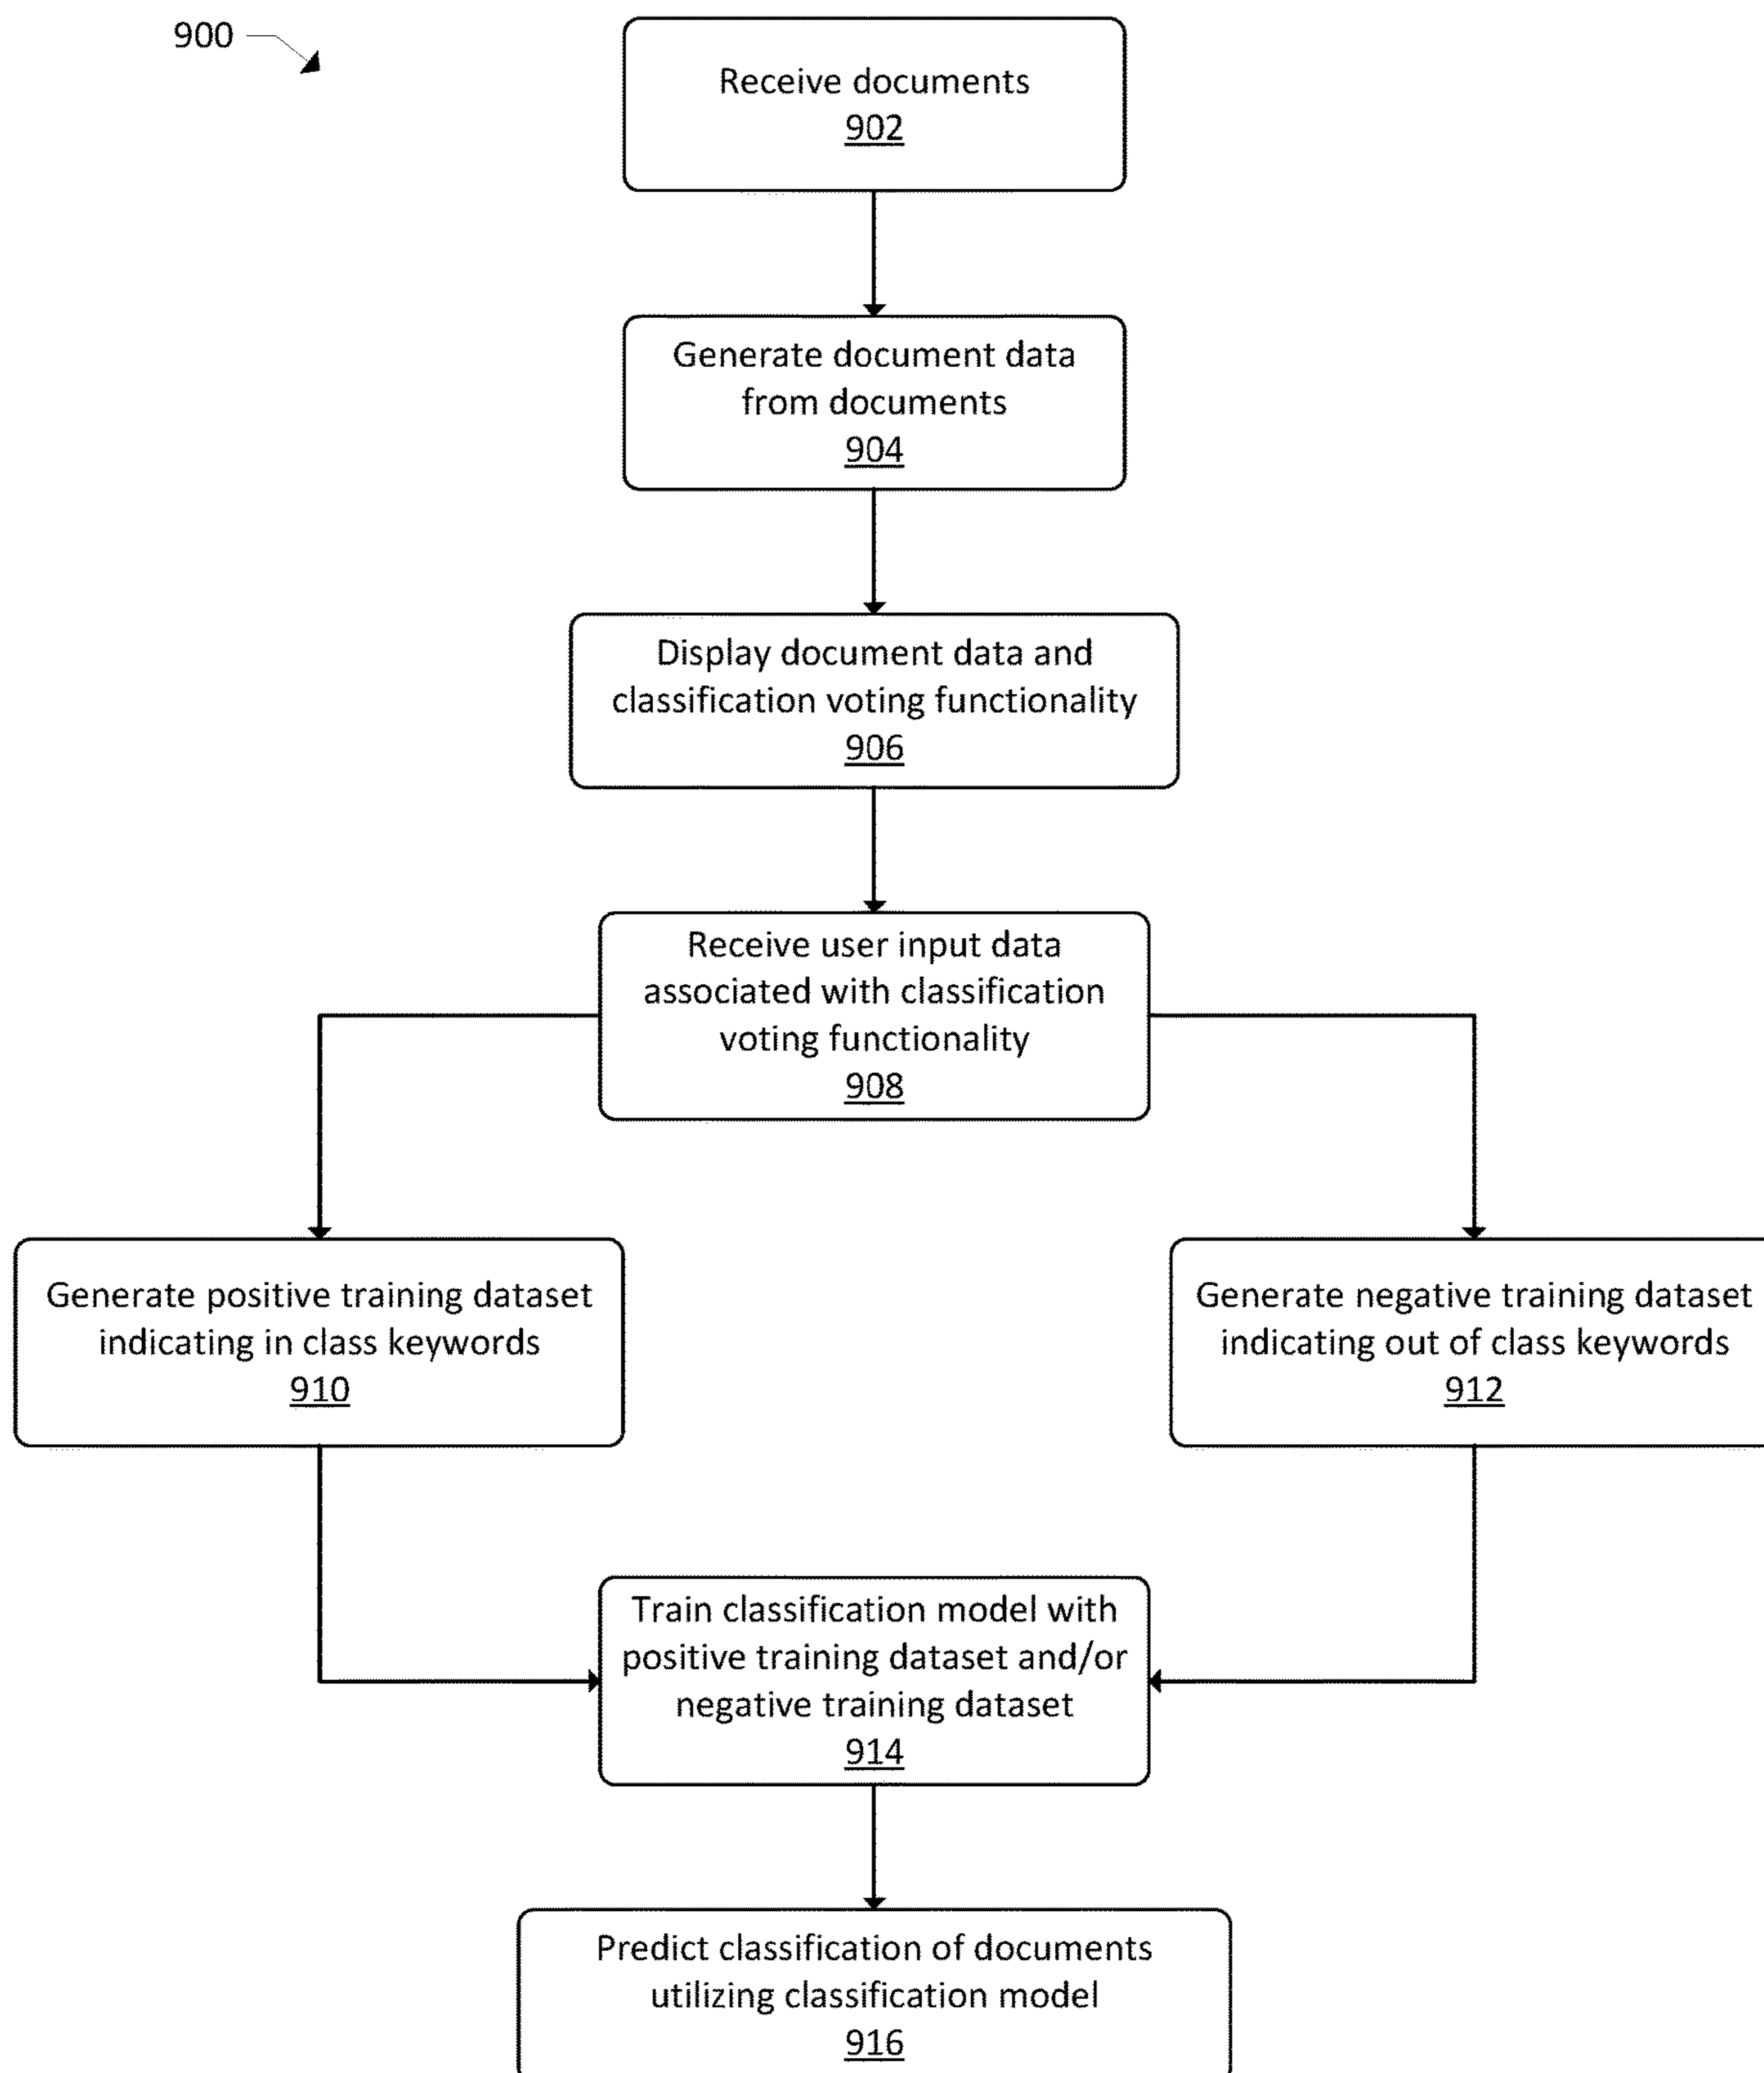 900
Receive documents
902
Generate document data
from documents
904
Display document data and
classification voting functionality
906
Receive user input data
associated with classification
voting functionality
908
Generate positive training dataset
indicating in class keywords
910
Generate negative training dataset
indicating out of class keywords
912
Train classification model with
positive training dataset and/or
negative training dataset
914
Predict classification of documents
utilizing classification model
916